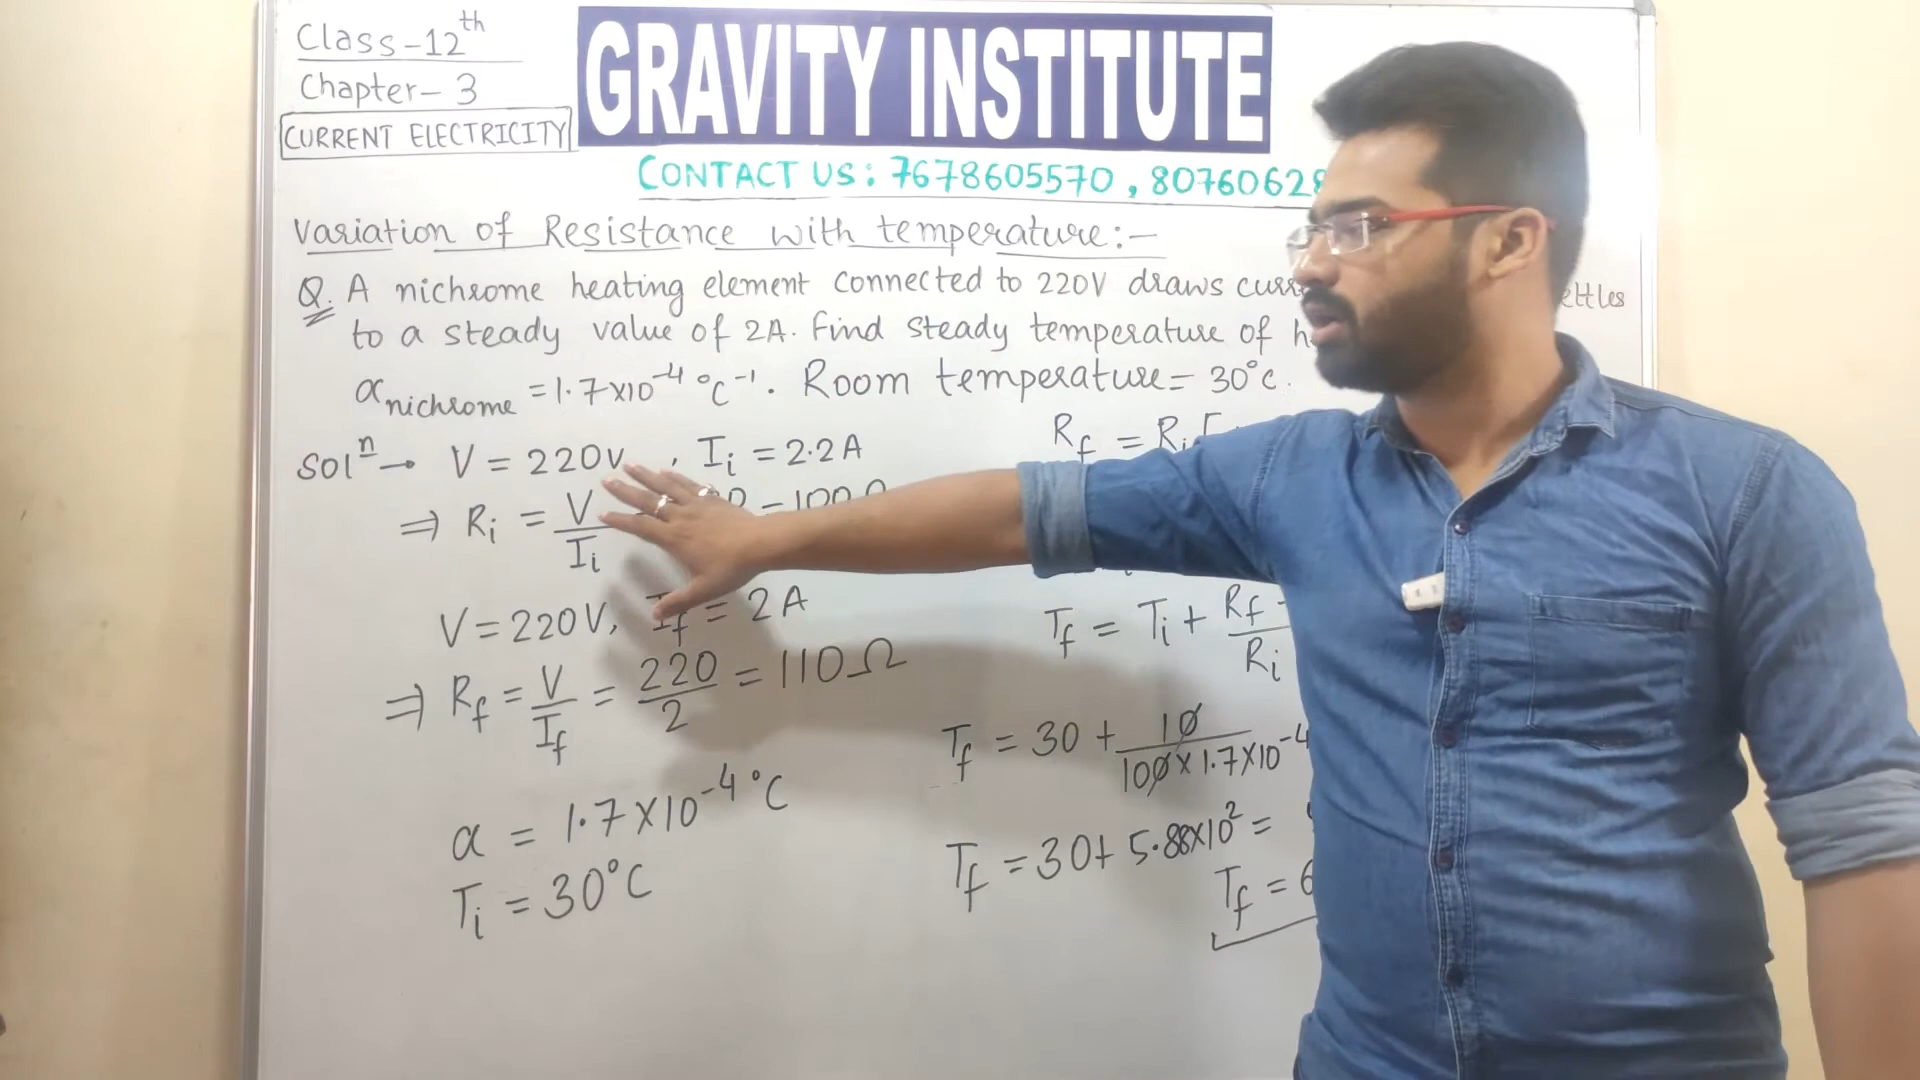 Class-12th
Chapter-3
CURRENT ELECTRICITY
GRAVITY INSTITUTE
CONTACT US: 7678605570, 8076062
Variation of Resistance with temperature:-
Q. A nichrome heating element connected to 220V draws ettles
to a steady value of 2A. Find steady temperature of
α nichrome = 1.7×10⁻⁴ °C⁻¹. Room temperature = 30°C.
Solⁿ → V = 220V, Ii = 2.2A
⇒ Ri = V/Ii = 100Ω
V = 220V, If = 2A
⇒ Rf = V/If = 220/2 = 110Ω
α = 1.7×10⁻⁴ °C
Ti = 30°C
Rf = Ri[
Tf = Ti + Rf - / Ri
Tf = 30 + 10/100×1.7×10⁻⁴
Tf = 30+ 5.88×10² =
Tf = 6